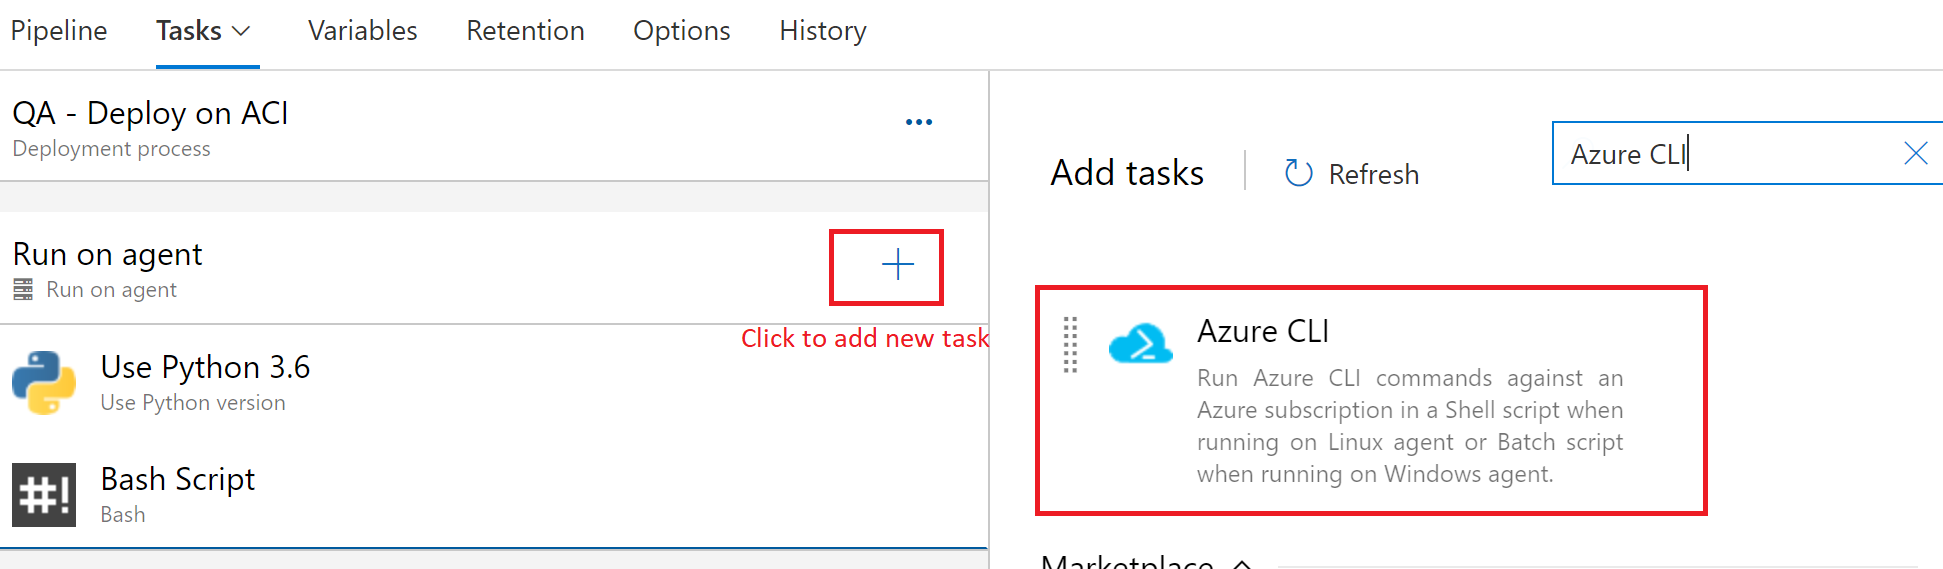 Pipeline Tasks Variables Retention Options History
QA - Deploy on ACI
Deployment process
Run on agent
Run on agent
Click to add new task
Use Python 3.6
Use Python version
#!
Bash Script
Bash
Add tasks Refresh Azure CLI
Azure CLI
Run Azure CLI commands against an
Azure subscription in a Shell script when
running on Linux agent or Batch script
when running on Windows agent.
Marketplace